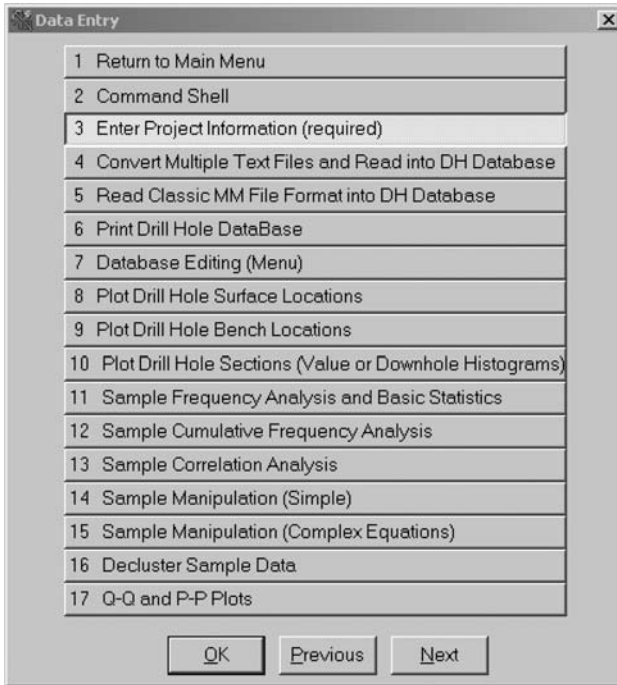 Data Entry
1 Return to Main Menu
2 Command Shell
3 Enter Project Information (required)
4 Convert Multiple Text Files and Read into DH Database
5 Read Classic MM File Format into DH Database
6 Print Drill Hole DataBase
7 Database Editing (Menu)
8 Plot Drill Hole Surface Locations
9 Plot Drill Hole Bench Locations
10 Plot Drill Hole Sections (Value or Downhole Histograms)
11 Sample Frequency Analysis and Basic Statistics
12 Sample Cumulative Frequency Analysis
13 Sample Correlation Analysis
14 Sample Manipulation (Simple)
15 Sample Manipulation (Complex Equations)
16 Decluster Sample Data
17 Q-Q and P-P Plots
OK Previous Next